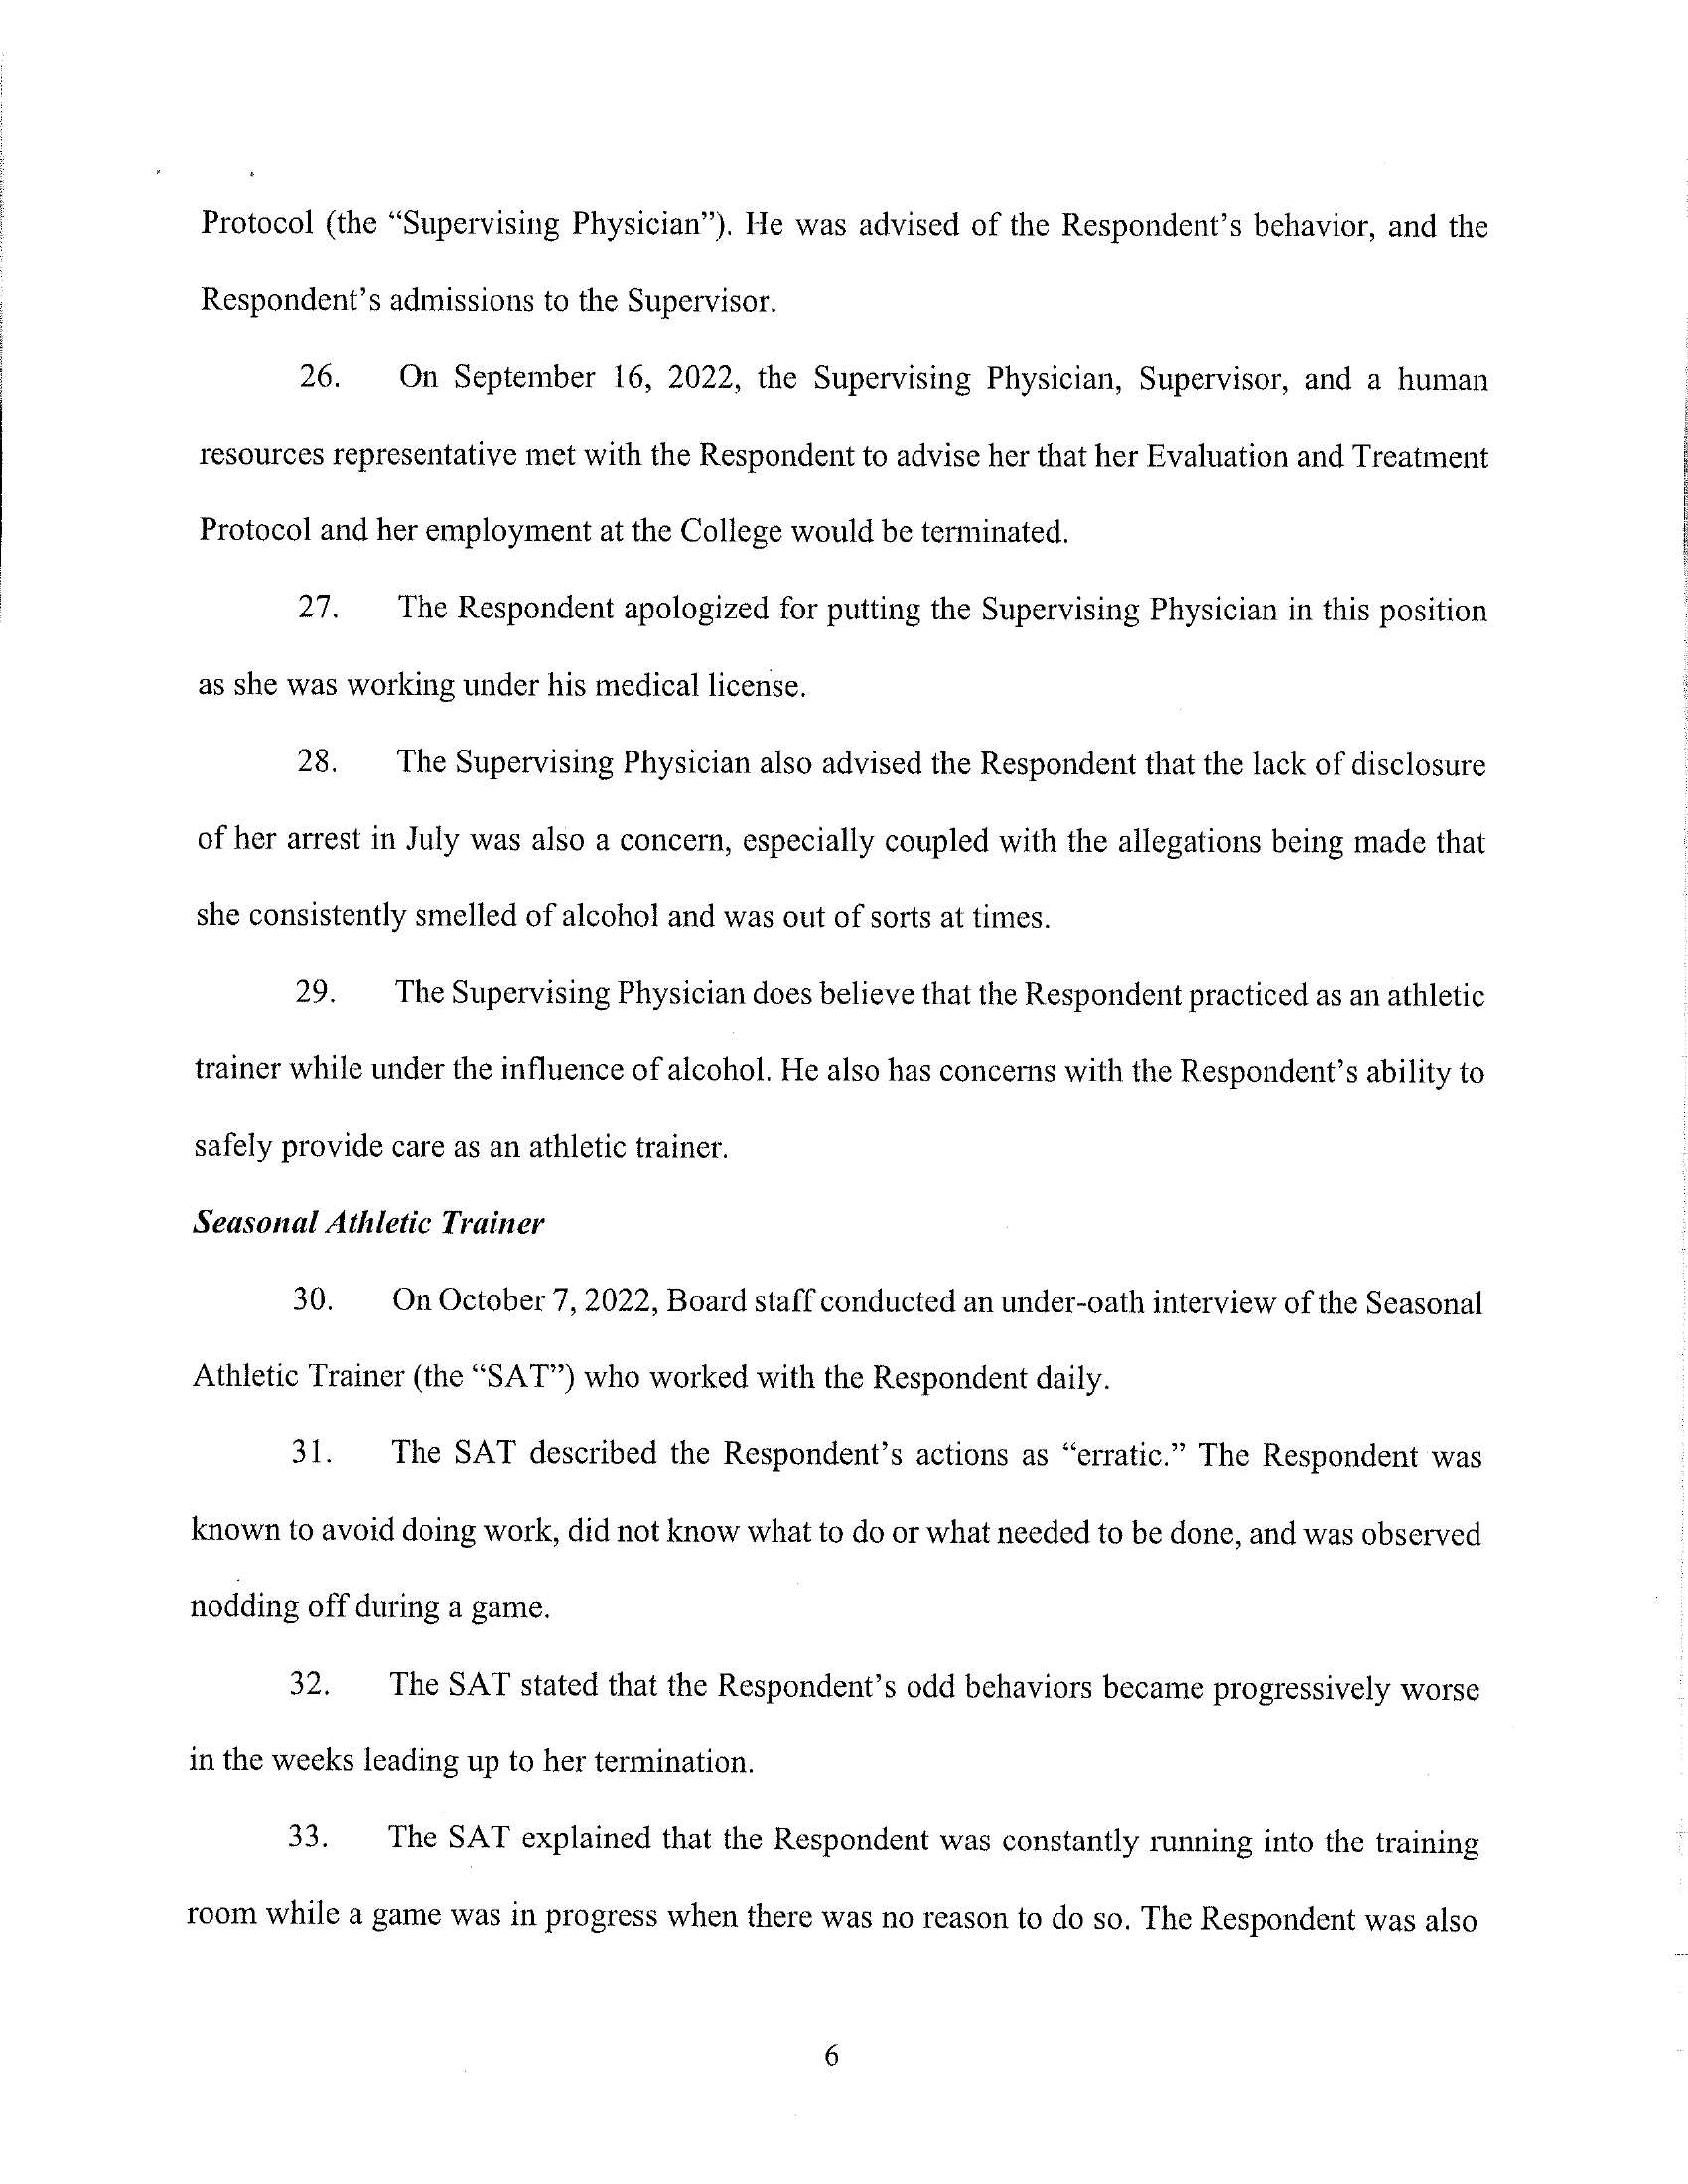 Protocol (the “Supervising Physician”). He was advised of the Respondent’s behavior, and the
Respondent’s admissions to the Supervisor.
26. On September 16, 2022, the Supervising Physician, Supervisor, and a human
resources representative met with the Respondent to advise her that her Evaluation and Treatment
Protocol and her employment at the College would be terminated.
27. The Respondent apologized for putting the Supervising Physician in this position
as she was working under his medical license.
28. The Supervising Physician also advised the Respondent that the lack of disclosure
of her arrest in July was also a concern, especially coupled with the allegations being made that
she consistently smelled of alcohol and was out of sorts at times.
29. The Supervising Physician does believe that the Respondent practiced as an athletic
trainer while under the influence of alcohol. He also has concerns with the Respondent’s ability to
safely provide care as an athletic trainer.
Seasonal Athletic Trainer
30. On October 7, 2022, Board staff conducted an under-oath interview of the Seasonal
Athletic Trainer (the “SAT”) who worked with the Respondent daily.
31. The SAT described the Respondent’s actions as “erratic.” The Respondent was
known to avoid doing work, did not know what to do or what needed to be done, and was observed
nodding off during a game.
32. The SAT stated that the Respondent’s odd behaviors became progressively worse
in the weeks leading up to her termination.
33. The SAT explained that the Respondent was constantly running into the training
room while a game was in progress when there was no reason to do so. The Respondent was also
6